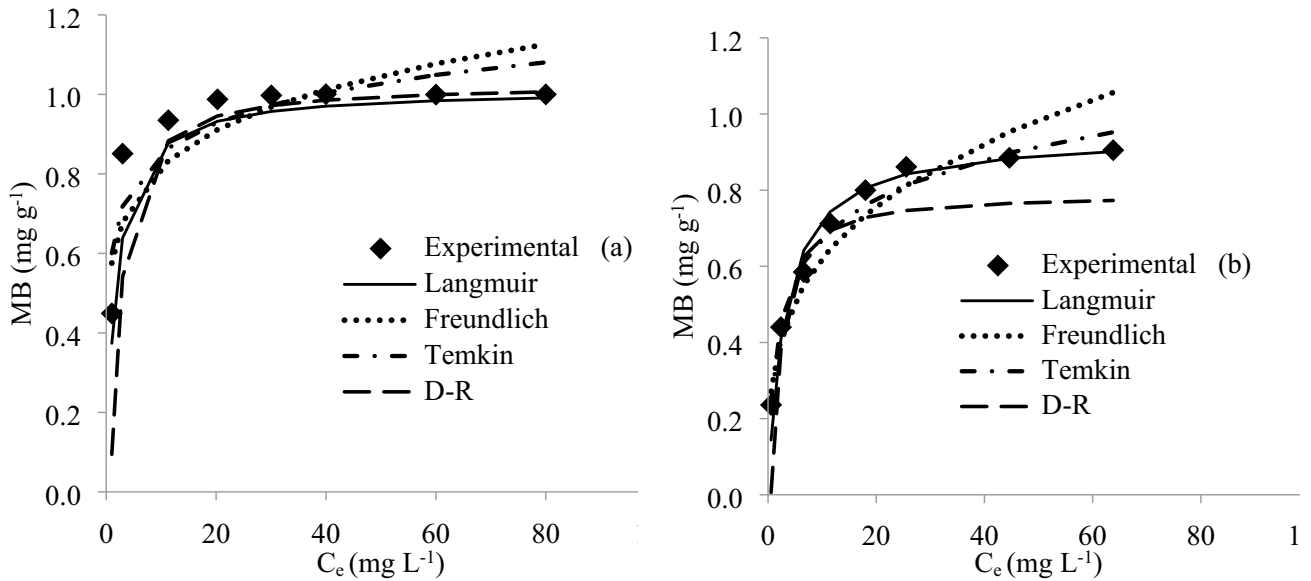 1.2
1.0
0.8
0.6
0.4
0.2
0.0
MB (mg g⁻¹)
Experimental (a)
Langmuir
Freundlich
Temkin
D-R
0 20 40 60 80
Cₑ (mg L⁻¹)
1.2
1.0
0.8
0.6
0.4
0.2
0.0
MB (mg g⁻¹)
Experimental (b)
Langmuir
Freundlich
Temkin
D-R
0 20 40 60 80 1
Cₑ (mg L⁻¹)